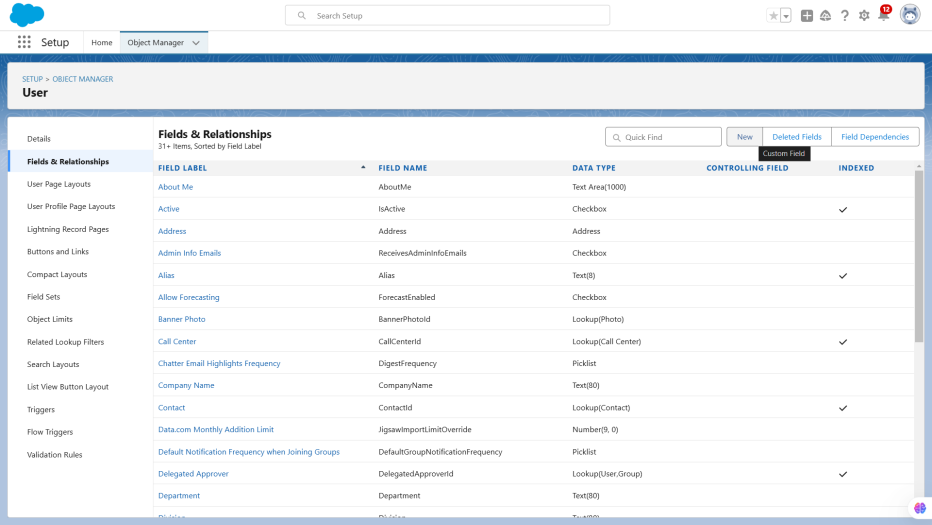 Search Setup
12
Setup
Home
Object Manager
SETUP > OBJECT MANAGER
User
Details
Fields & Relationships
User Page Layouts
User Profile Page Layouts
Lightning Record Pages
Buttons and Links
Compact Layouts
Field Sets
Object Limits
Related Lookup Filters
Search Layouts
List View Button Layout
Triggers
Flow Triggers
Validation Rules
Fields & Relationships
31+ Items, Sorted by Field Label
Quick Find
New
Deleted Fields
Field Dependencies
Custom Field
FIELD LABEL FIELD NAME DATA TYPE CONTROLLING FIELD INDEXED
About Me AboutMe Text Area(1000)
Active IsActive Checkbox
Address Address Address
Admin Info Emails ReceivesAdminInfoEmails Checkbox
Alias Alias Text(8)
Allow Forecasting ForecastEnabled Checkbox
Banner Photo BannerPhotoId Lookup(Photo)
Call Center CallCenterId Lookup(Call Center)
Chatter Email Highlights Frequency DigestFrequency Picklist
Company Name CompanyName Text(80)
Contact ContactId Lookup(Contact)
Data.com Monthly Addition Limit JigsawImportLimitOverride Number(9, 0)
Default Notification Frequency when Joining Groups DefaultGroupNotificationFrequency Picklist
Delegated Approver DelegatedApproverId Lookup(User,Group)
Department Department Text(80)
Division Division Text(80)